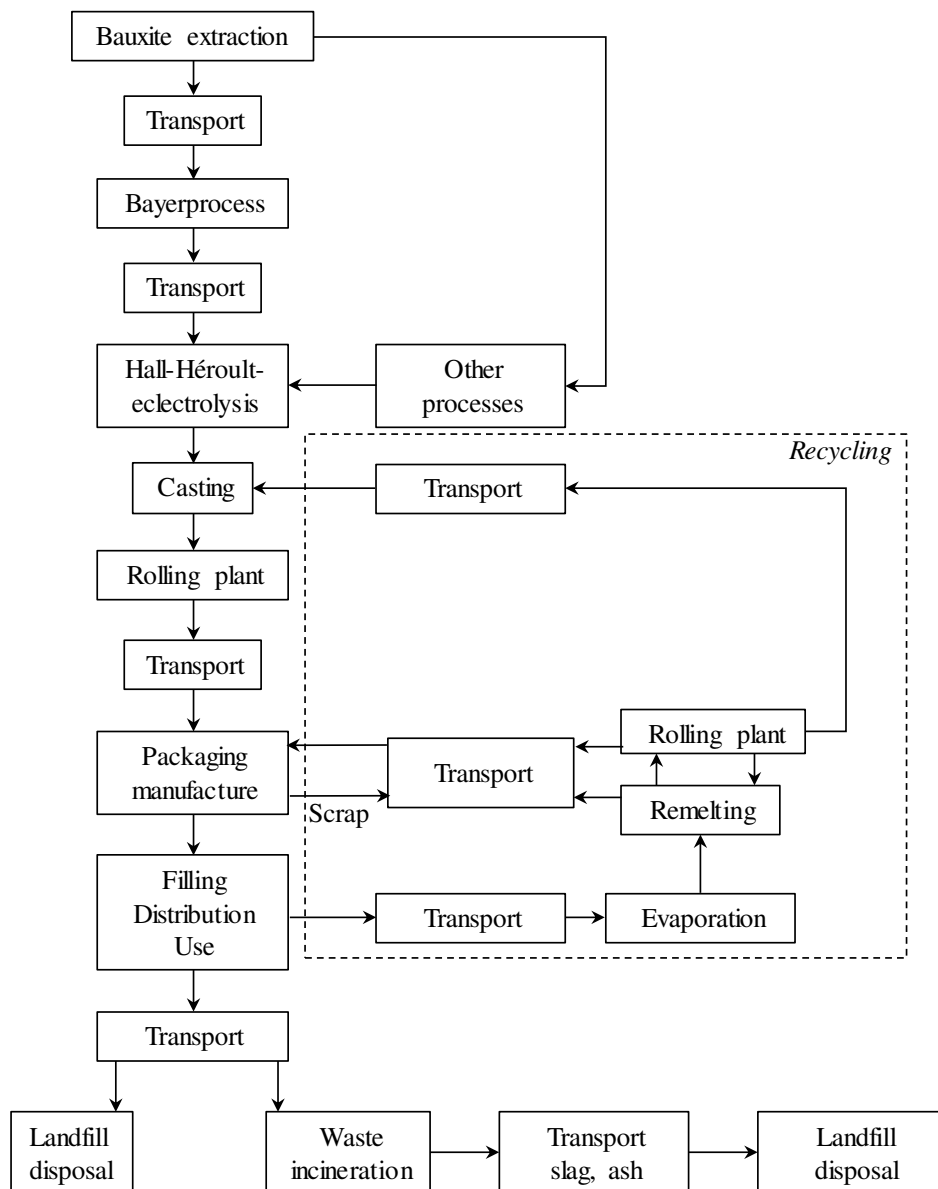 Bauxite extraction
Transport
Bayerprocess
Transport
Hall-Héroult-
eclectrolysis
Other
processes
Recycling
Casting
Transport
Rolling plant
Transport
Packaging
manufacture
Scrap
Transport
Rolling plant
Remelting
Filling
Distribution
Use
Transport
Evaporation
Transport
Landfill
disposal
Waste
incineration
Transport
slag, ash
Landfill
disposal